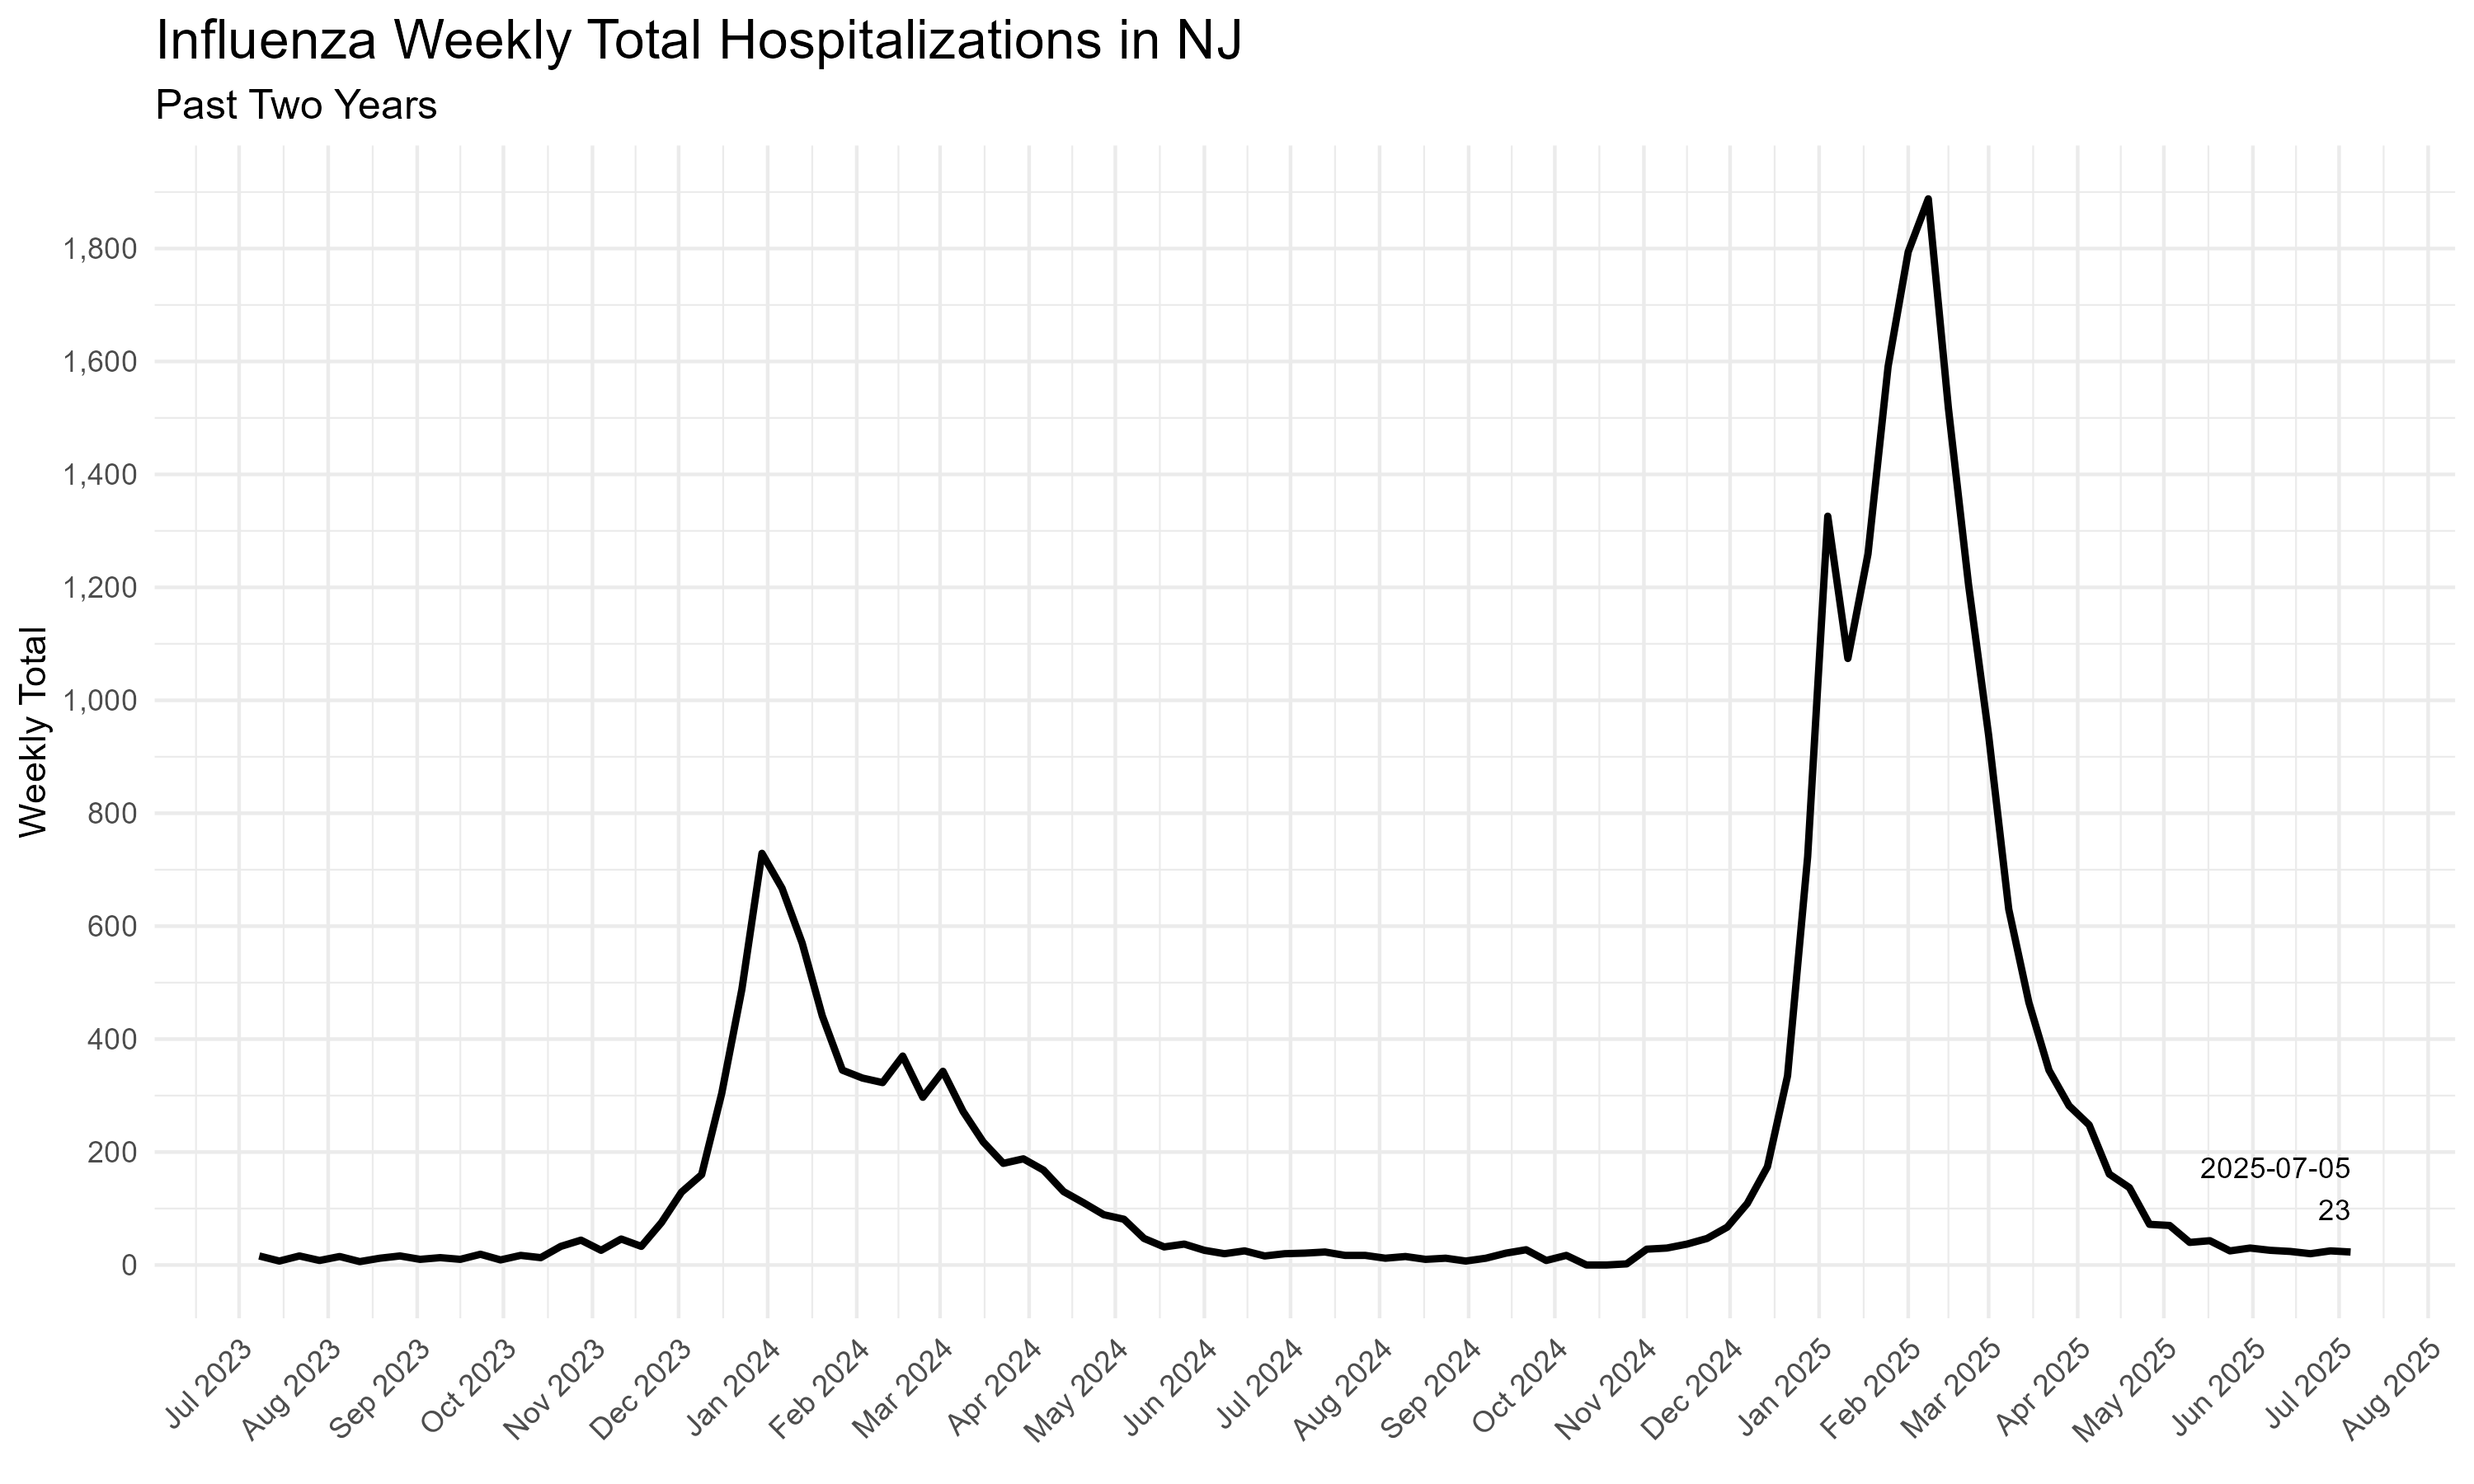 Influenza Weekly Total Hospitalizations in NJ
Past Two Years
Weekly Total
1,800
1,600
1,400
1,200
1,000
800
600
400
200
0
2025-07-05
23
Jul 2023
Aug 2023
Sep 2023
Oct 2023
Nov 2023
Dec 2023
Jan 2024
Feb 2024
Mar 2024
Apr 2024
May 2024
Jun 2024
Jul 2024
Aug 2024
Sep 2024
Oct 2024
Nov 2024
Dec 2024
Jan 2025
Feb 2025
Mar 2025
Apr 2025
May 2025
Jun 2025
Jul 2025
Aug 2025